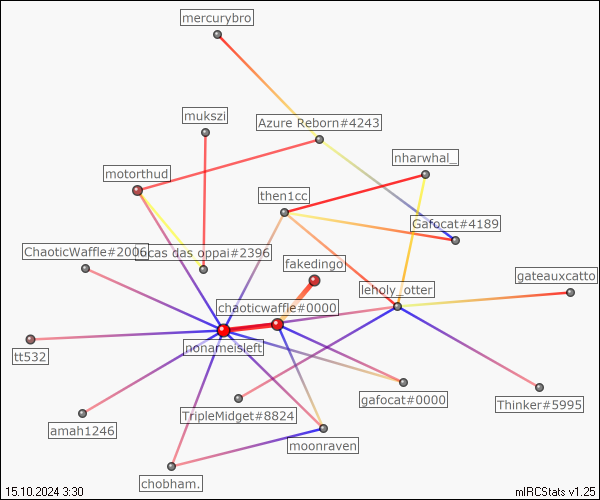 mercurybro
mukszi
Azure Reborn#4243
nharwhal_
motorthud
then1cc
Gafocat#4189
ChaoticWaffle#2006
das oppai#2396
fakedingo
gateauxcatto
leholy_otter
chaoticwaffle#0000
nonameisleft
tt532
gafocat#0000
Thinker#5995
TripleMidget#8824
amah1246
moonraven
chobham.
15.10.2024 3:30
mIRCStats v1.25